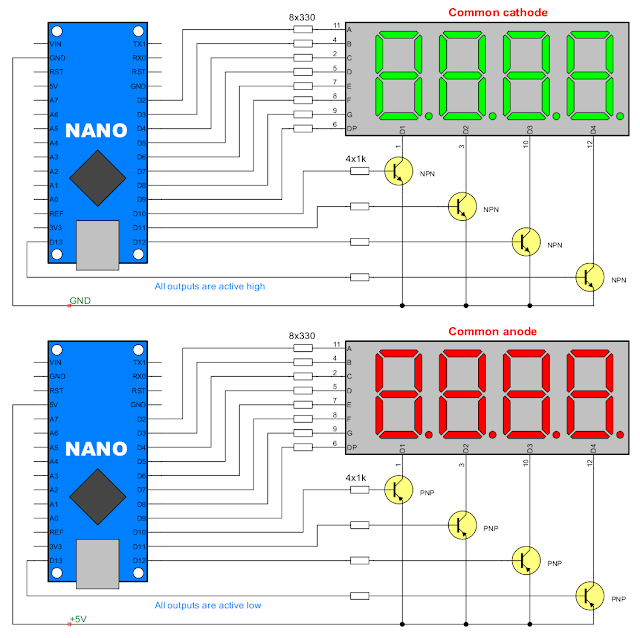 Common cathode
8x330
VIN TX1
GND RX0
RST RST
5V GND
A7 D2
A6 D3
A5 D4
A4 D5
A3 D6
A2 D7
A1 D8
A0 D9
REF D10
3V3 D11
D13 D12
NANO
11 A
4 B
2 C
5 D
7 E
8 F
9 G
6 DP
D1 D2 D3 D4
1 3 10 12
4x1k
NPN
NPN
NPN
NPN
All outputs are active high
GND
Common anode
8x330
VIN TX1
GND RX0
RST RST
5V GND
A7 D2
A6 D3
A5 D4
A4 D5
A3 D6
A2 D7
A1 D8
A0 D9
REF D10
3V3 D11
D13 D12
NANO
11 A
4 B
2 C
5 D
7 E
8 F
9 G
6 DP
D1 D2 D3 D4
1 3 10 12
4x1k
PNP
PNP
PNP
PNP
All outputs are active low
+5V